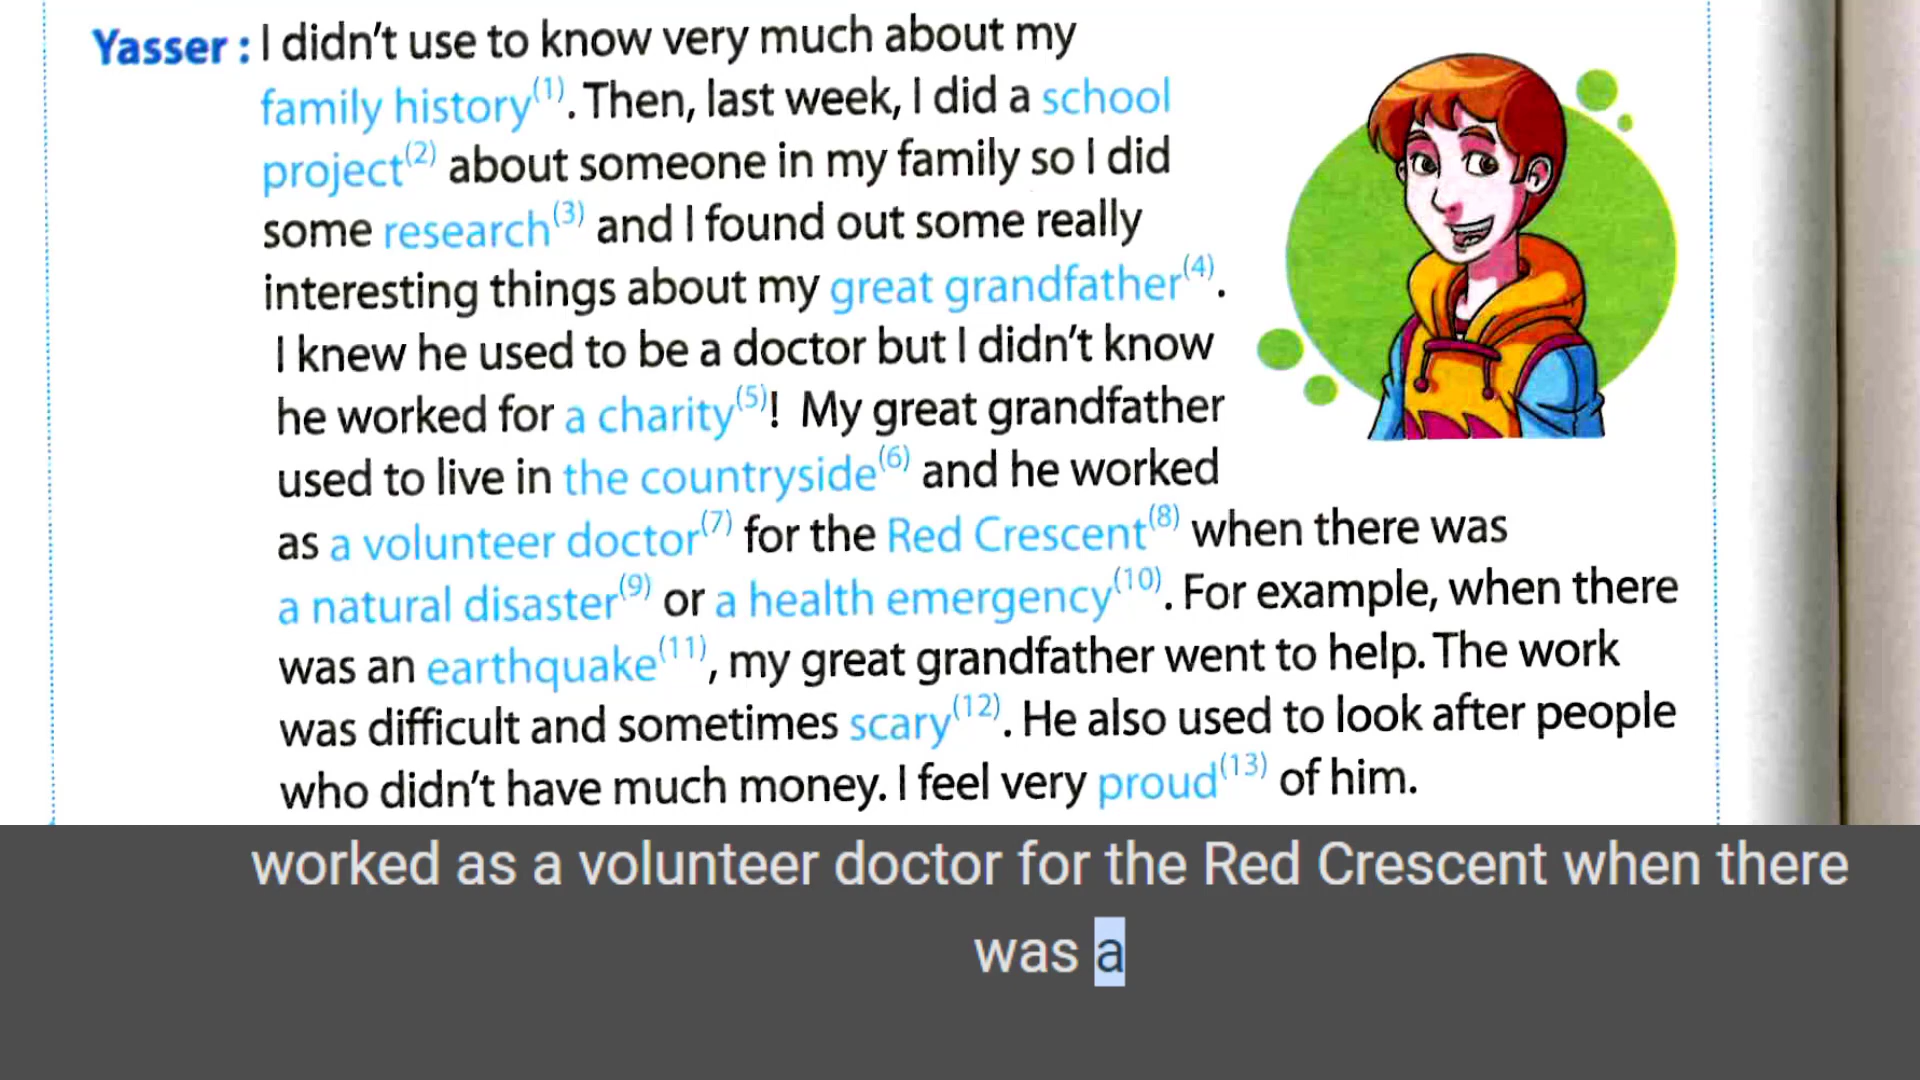 Yasser : I didn't use to know very much about my
family history(1). Then, last week, I did a school
project(2) about someone in my family so I did
some research(3) and I found out some really
interesting things about my great grandfather(4).
I knew he used to be a doctor but I didn't know
he worked for a charity(5)! My great grandfather
used to live in the countryside(6) and he worked
as a volunteer doctor(7) for the Red Crescent(8) when there was
a natural disaster(9) or a health emergency(10). For example, when there
was an earthquake(11), my great grandfather went to help. The work
was difficult and sometimes scary(12). He also used to look after people
who didn't have much money. I feel very proud(13) of him.
worked as a volunteer doctor for the Red Crescent when there
was a